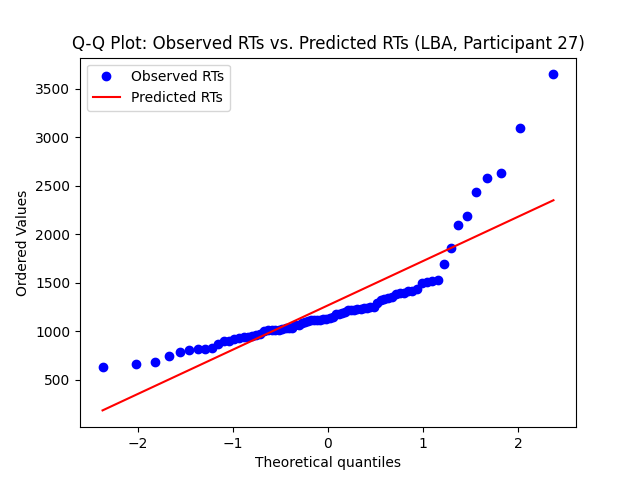 Q-Q Plot: Observed RTs vs. Predicted RTs (LBA, Participant 27)
Observed RTs
Predicted RTs
3500
3000
2500
2000
1500
1000
500
Ordered Values
−2
−1
0
1
2
Theoretical quantiles